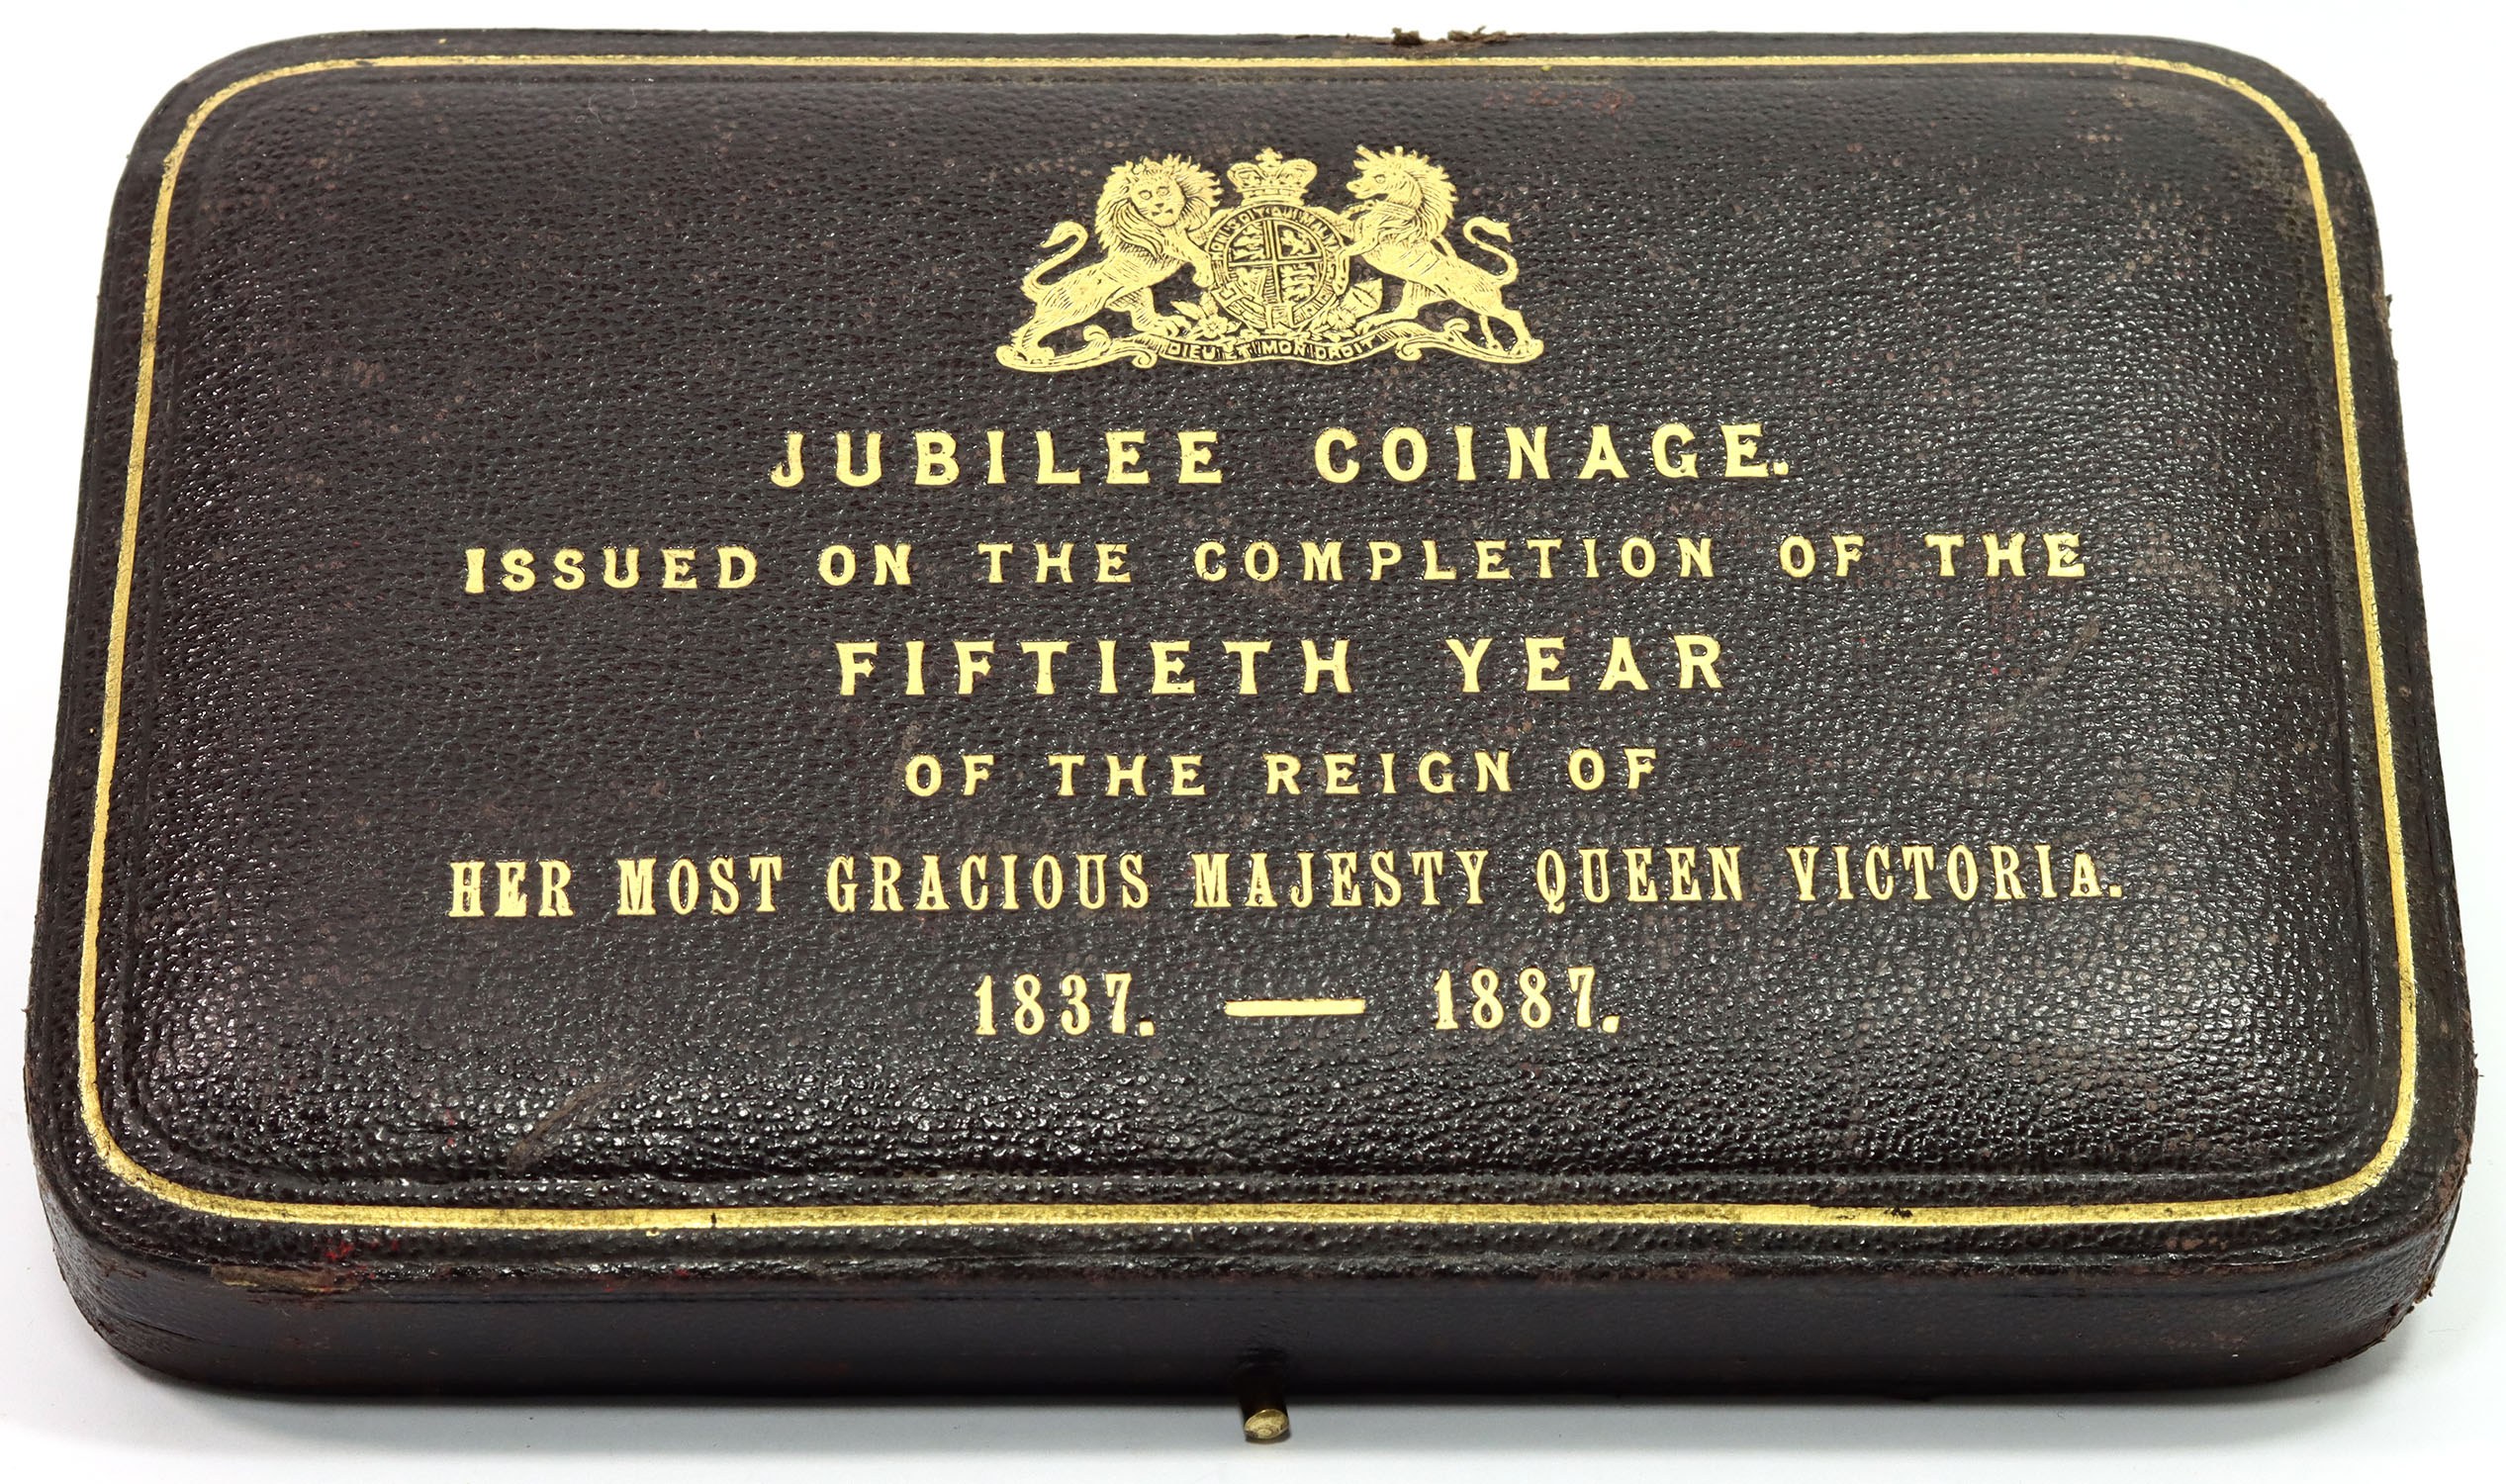 DIEU ET MON DROIT
JUBILEE COINAGE.
ISSUED ON THE COMPLETION OF THE
FIFTIETH YEAR
OF THE REIGN OF
HER MOST GRACIOUS MAJESTY QUEEN VICTORIA.
1837. — 1887.